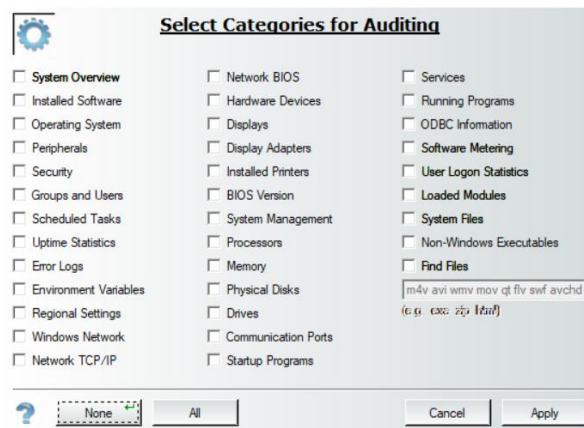 Select Categories for Auditing
System Overview
Installed Software
Operating System
Peripherals
Security
Groups and Users
Scheduled Tasks
Uptime Statistics
Error Logs
Environment Variables
Regional Settings
Windows Network
Network TCP/IP
Network BIOS
Hardware Devices
Displays
Display Adapters
Installed Printers
BIOS Version
System Management
Processors
Memory
Physical Disks
Drives
Communication Ports
Startup Programs
Services
Running Programs
ODBC Information
Software Metering
User Logon Statistics
Loaded Modules
System Files
Non-Windows Executables
Find Files
m4v avi wmv mov qt flv swf avchd
(e.g. exe zip html)
None
All
Cancel
Apply